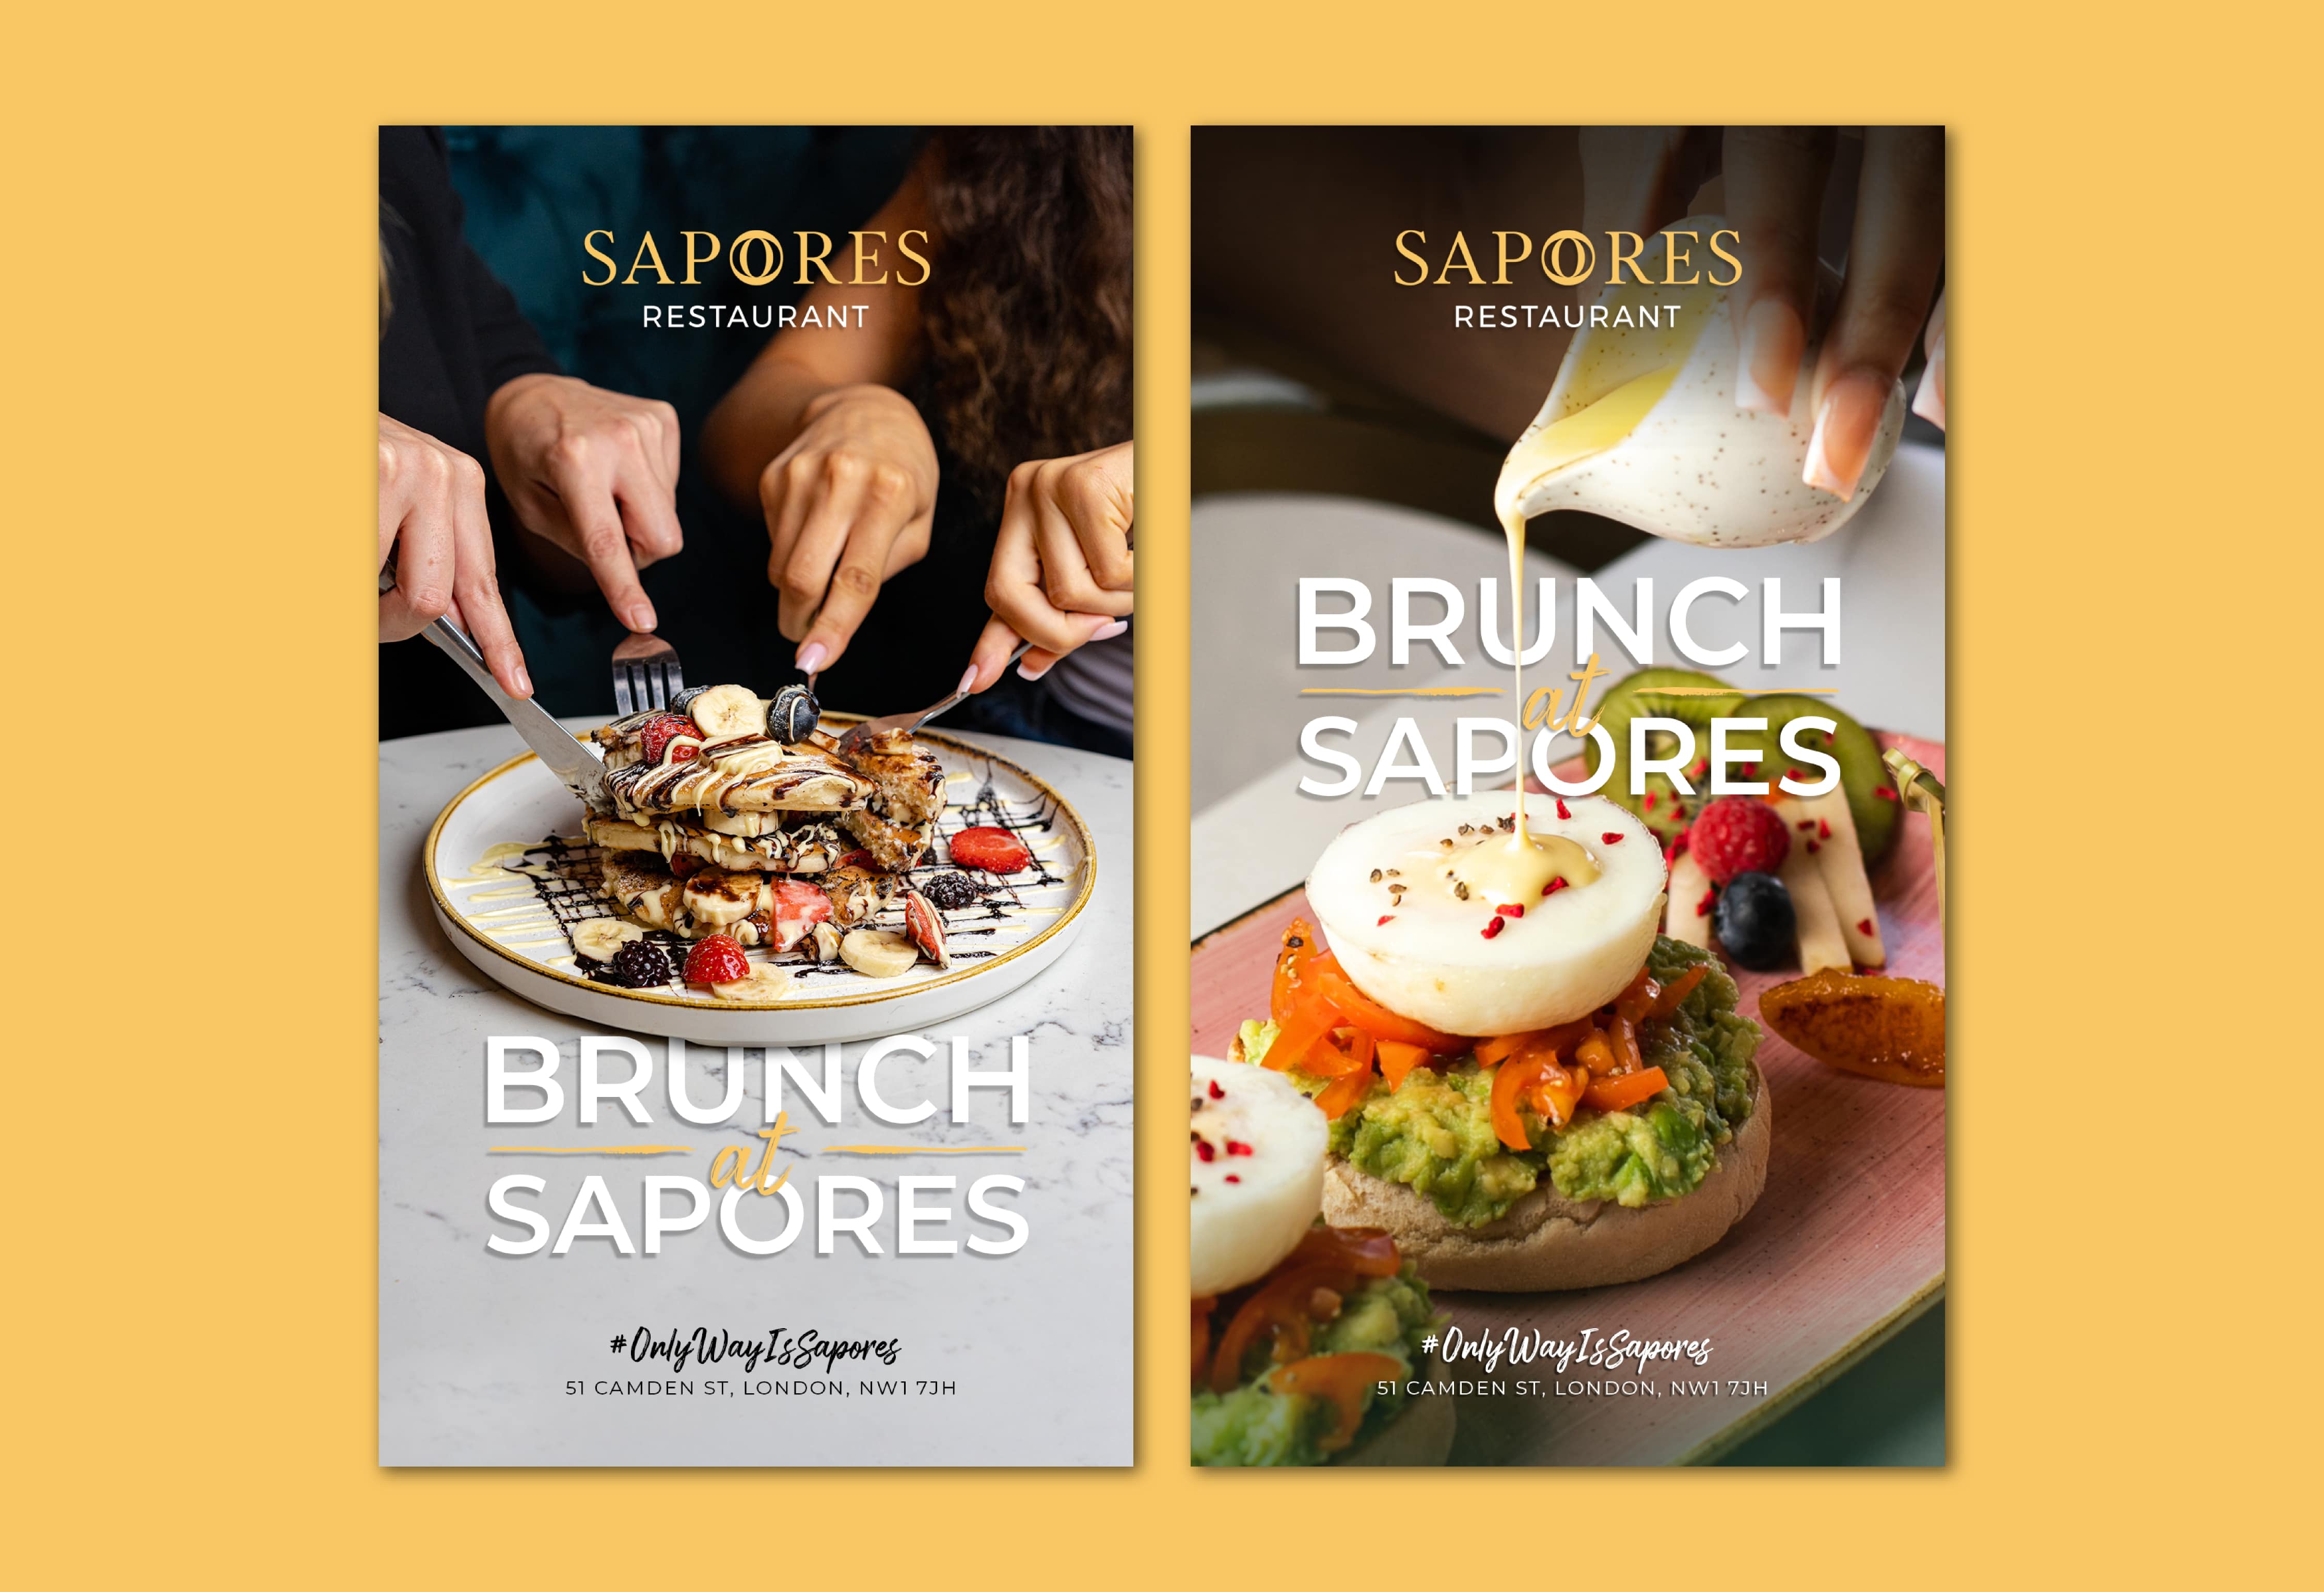 SAPORES
RESTAURANT
BRUNCH
at
SAPORES
#OnlyWayIsSapores
51 CAMDEN ST, LONDON, NW1 7JH
SAPORES
RESTAURANT
BRUNCH
at
SAPORES
#OnlyWayIsSapores
51 CAMDEN ST, LONDON, NW1 7JH